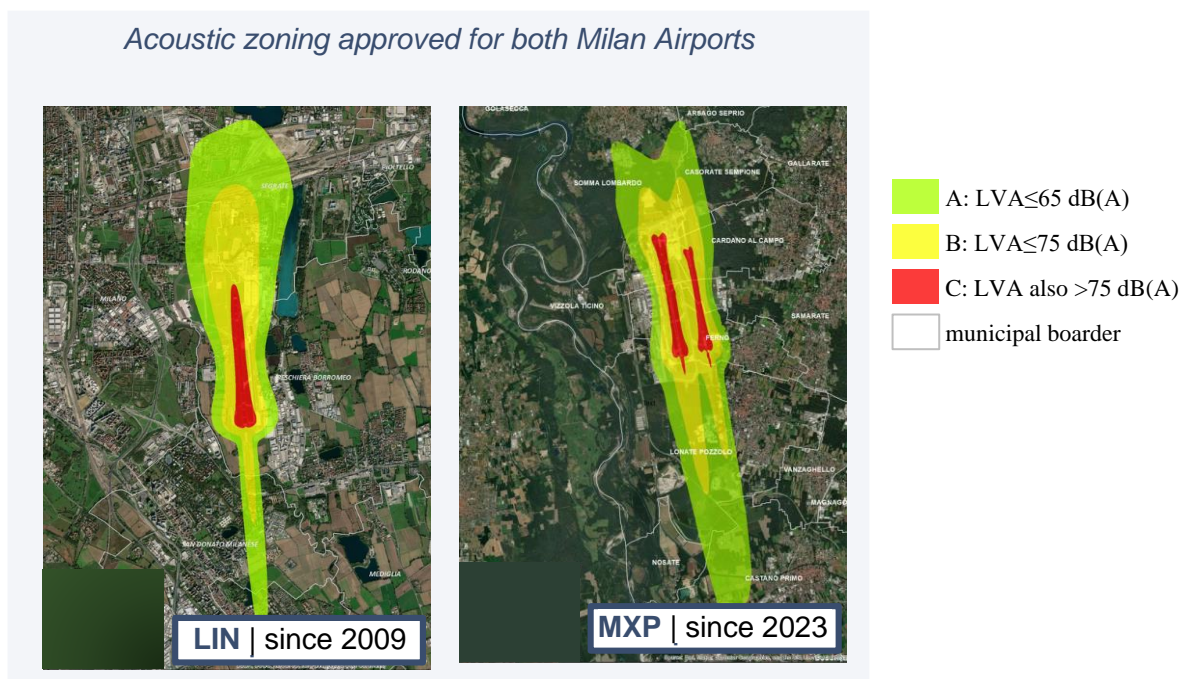 Acoustic zoning approved for both Milan Airports
PIOLTELLO
SEGRATE
RODANO
MILANO
PESCHIERA BORROMEO
SAN DONATO MILANESE
MEDIGLIA
LIN | since 2009
GOLASECCA
ARSAGO SEPRIO
GALLARATE
CASORATE SEMPIONE
SOMMA LOMBARDO
CARDANO AL CAMPO
VIZZOLA TICINO
SAMARATE
FERNO
LONATE POZZOLO
VANZAGHELLO
MAGNAGO
NOSATE
CASTANO PRIMO
MXP | since 2023
A: LVA≤65 dB(A)
B: LVA≤75 dB(A)
C: LVA also >75 dB(A)
municipal boarder